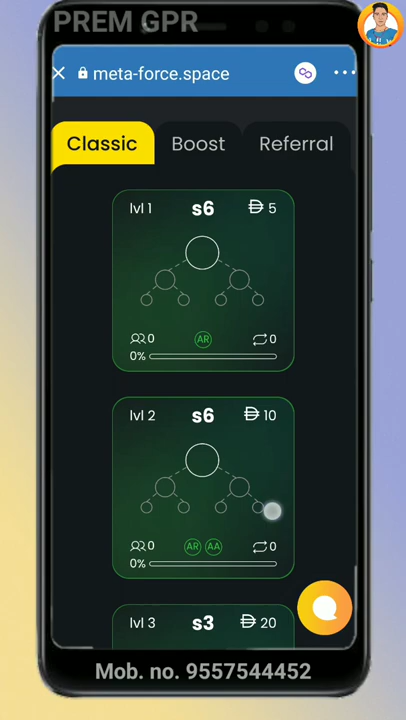 PREM GPR
meta-force.space
Classic Boost Referral
lvl 1 s6 5
0 AR 0
0%
lvl 2 s6 10
0 AR AA 0
0%
lvl 3 s3 20
Mob. no. 9557544452